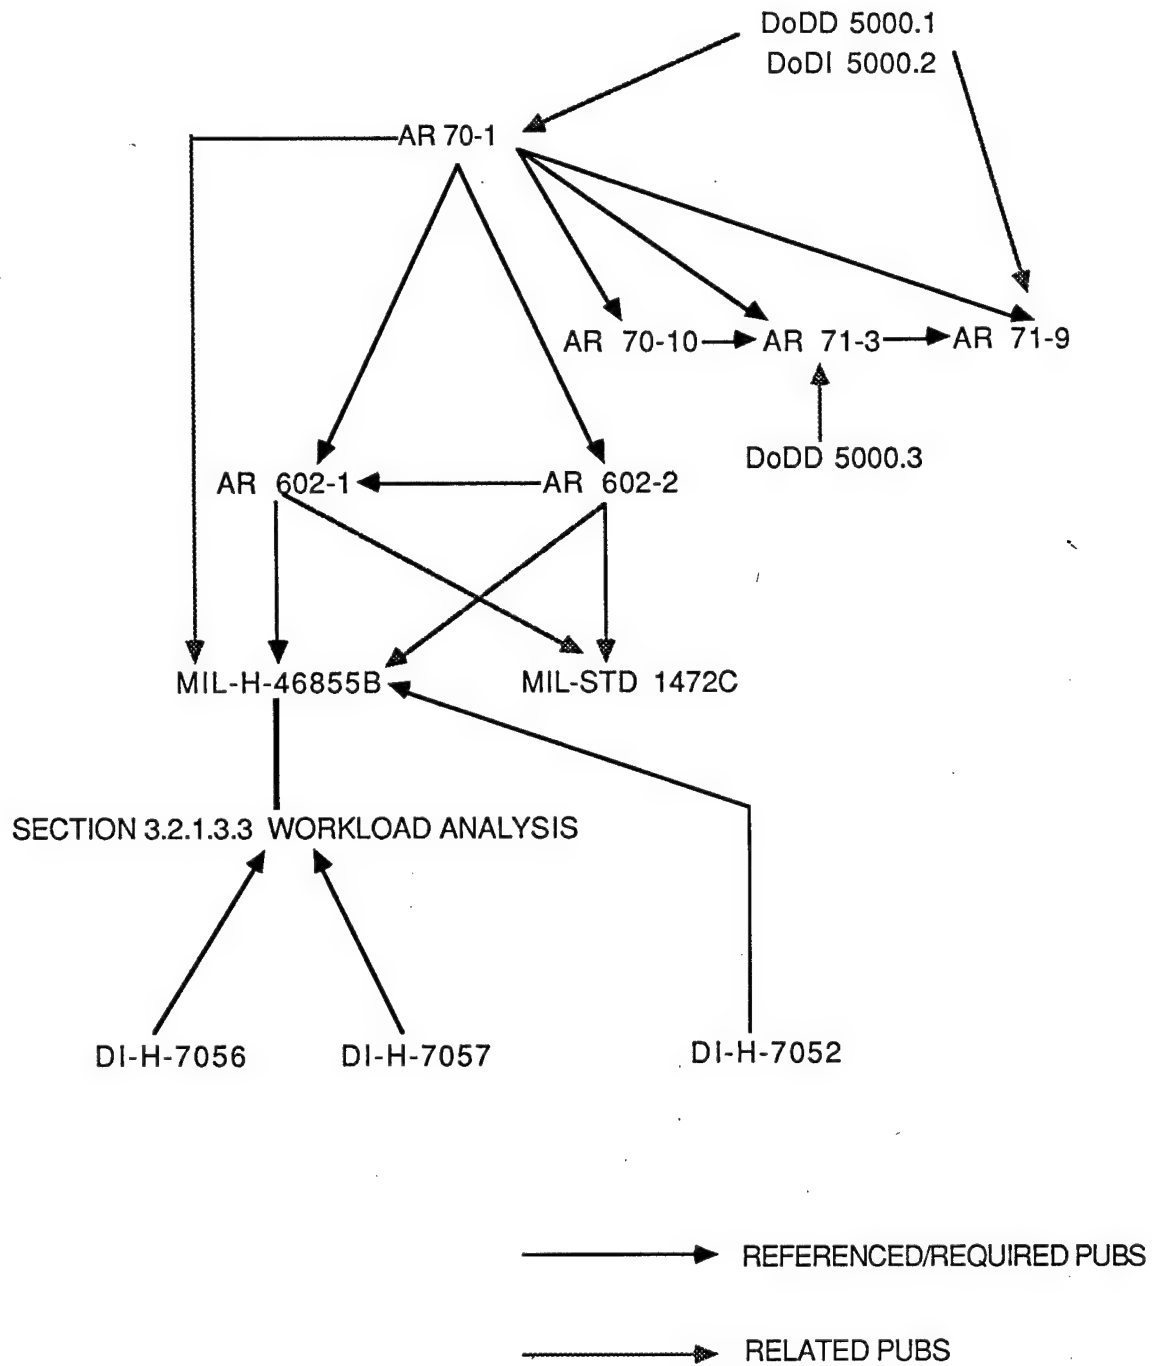 DoDD 5000.1
DoDI 5000.2
AR 70-1
AR 70-10
AR 71-3
AR 71-9
DoDD 5000.3
AR 602-1
AR 602-2
MIL-H-46855B
MIL-STD 1472C
SECTION 3.2.1.3.3 WORKLOAD ANALYSIS
DI-H-7056
DI-H-7057
DI-H-7052
REFERENCED/REQUIRED PUBS
RELATED PUBS